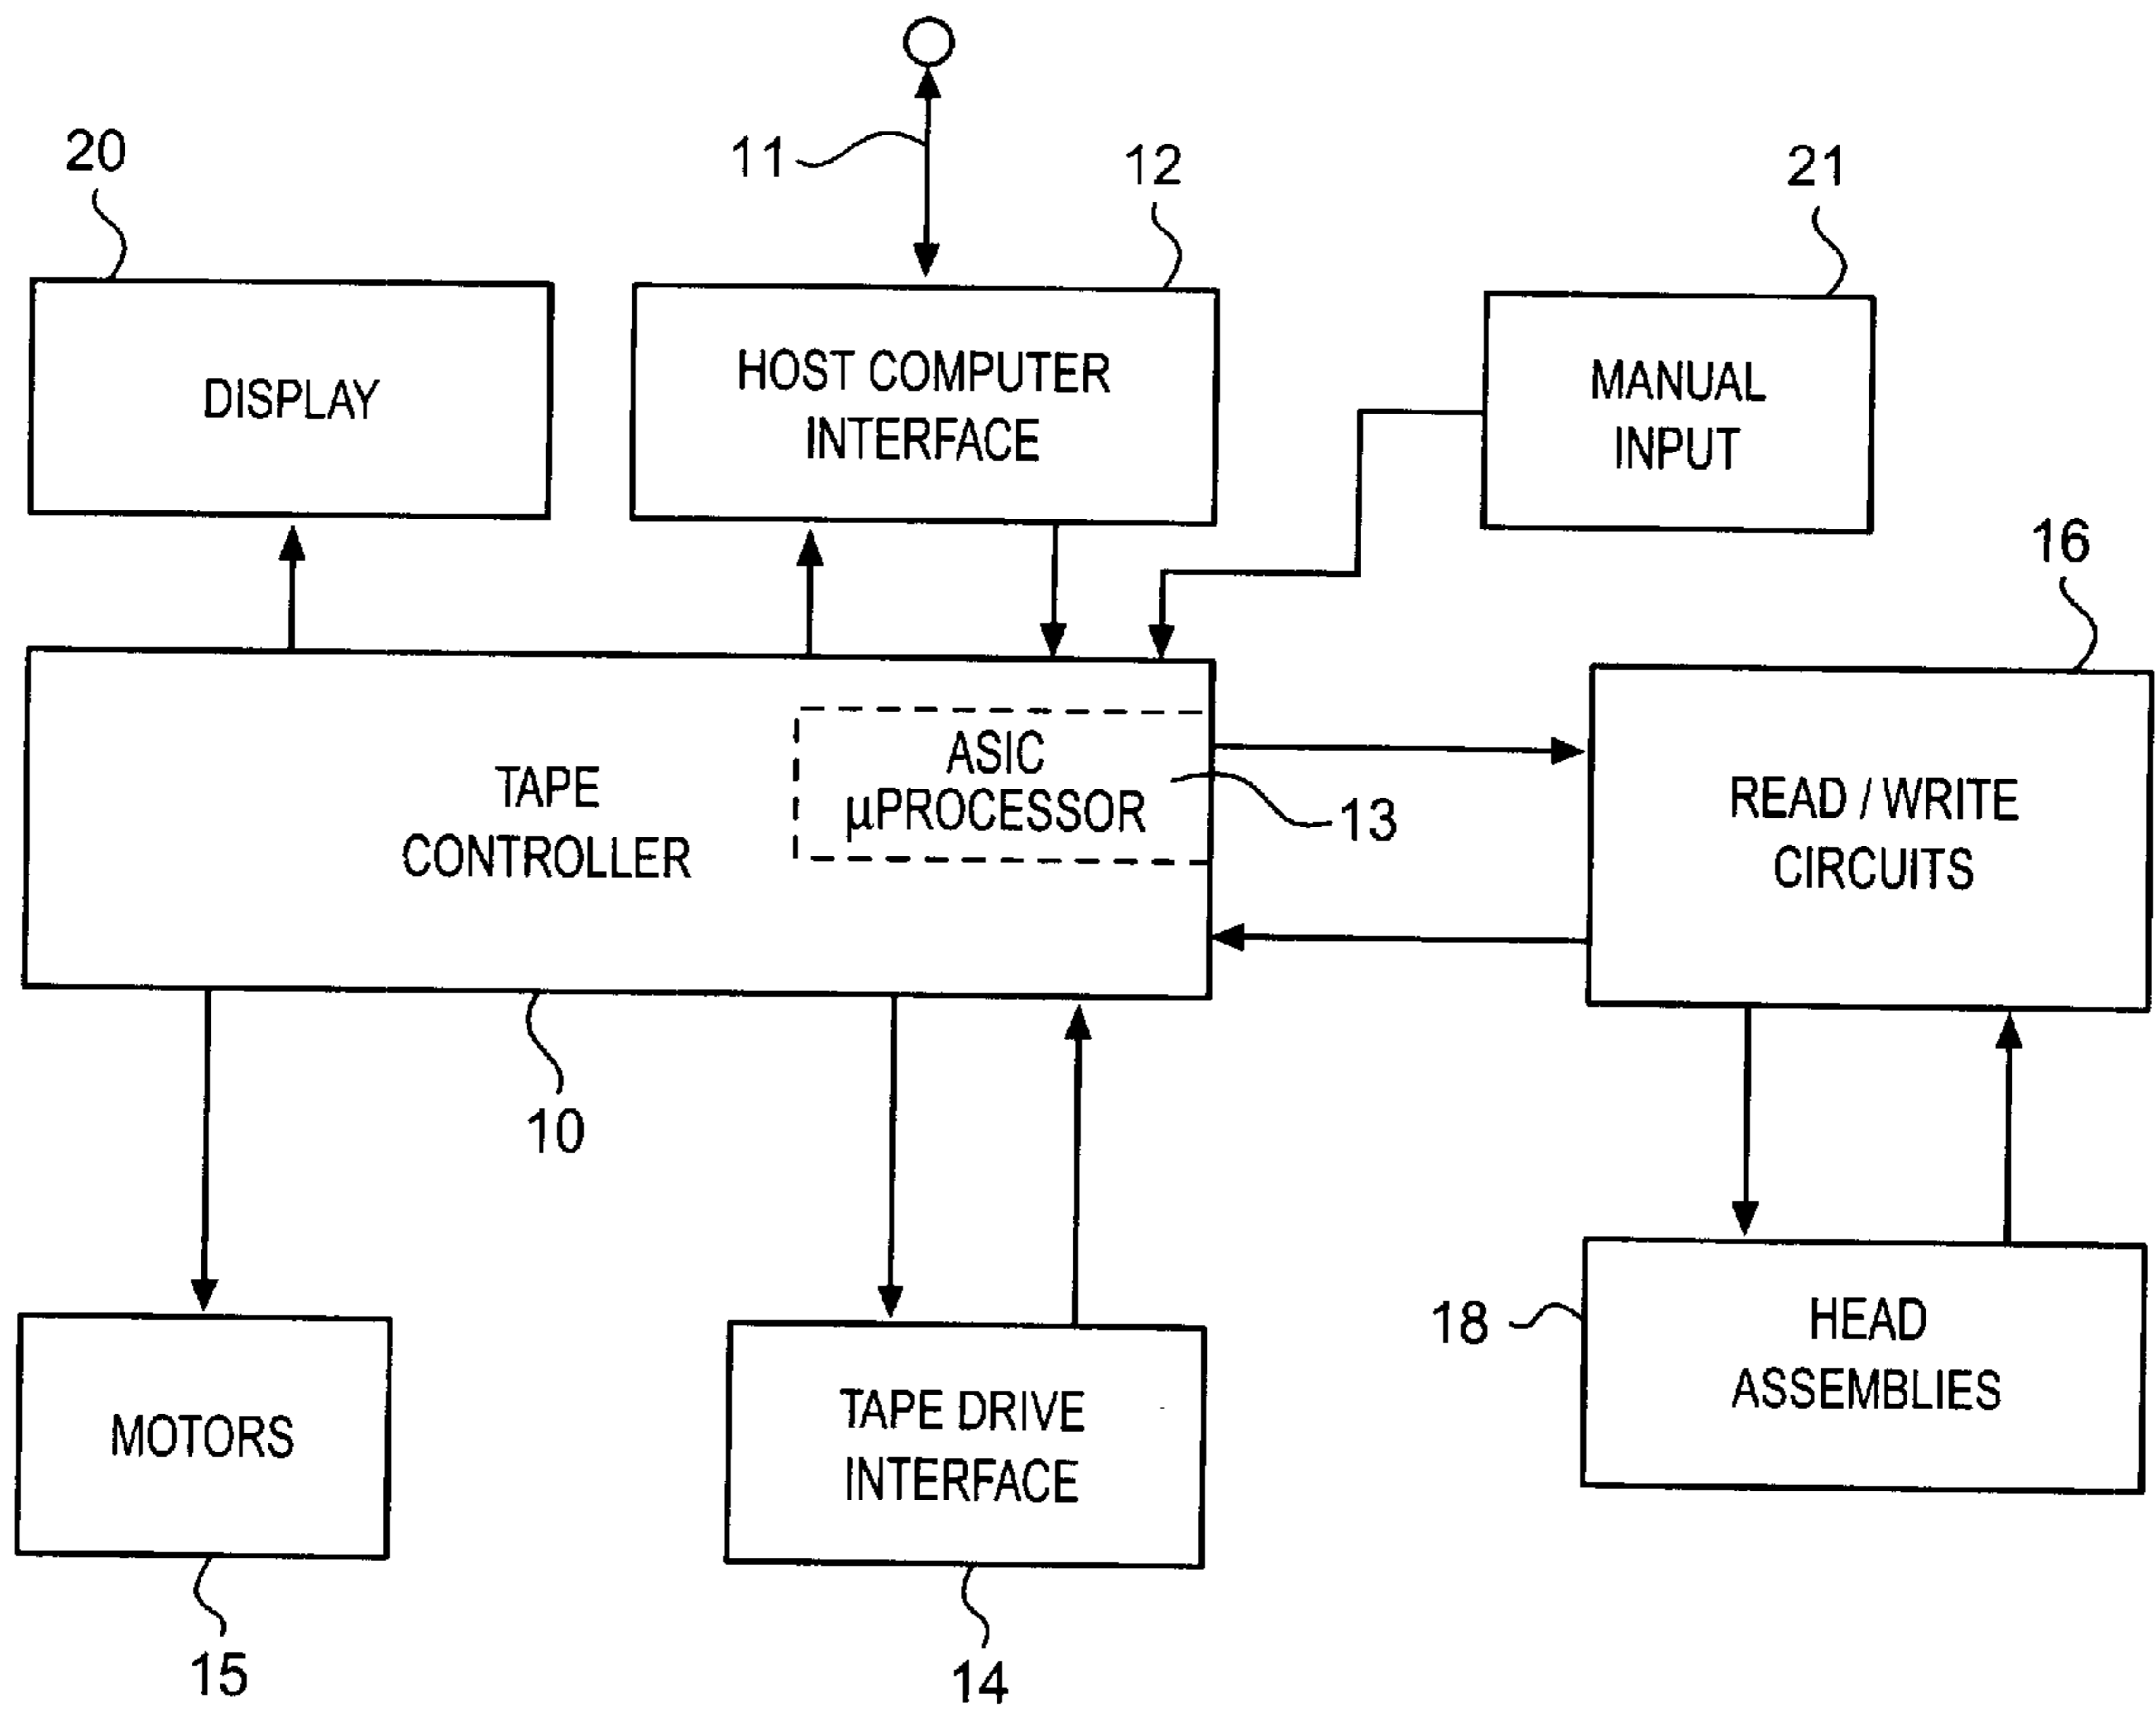 11
20
12
21
DISPLAY
HOST COMPUTER
INTERFACE
MANUAL
INPUT
16
TAPE
CONTROLLER
ASIC
µPROCESSOR
13
READ / WRITE
CIRCUITS
10
18
HEAD
ASSEMBLIES
MOTORS
TAPE DRIVE
INTERFACE
15
14